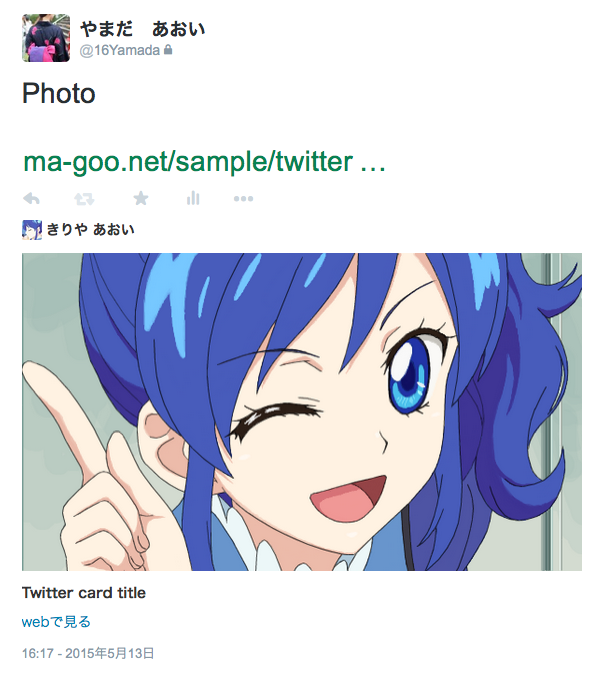 やまだ　あおい
@16Yamada
Photo
ma-goo.net/sample/twitter …
きりや あおい
Twitter card title
webで見る
16:17 - 2015年5月13日